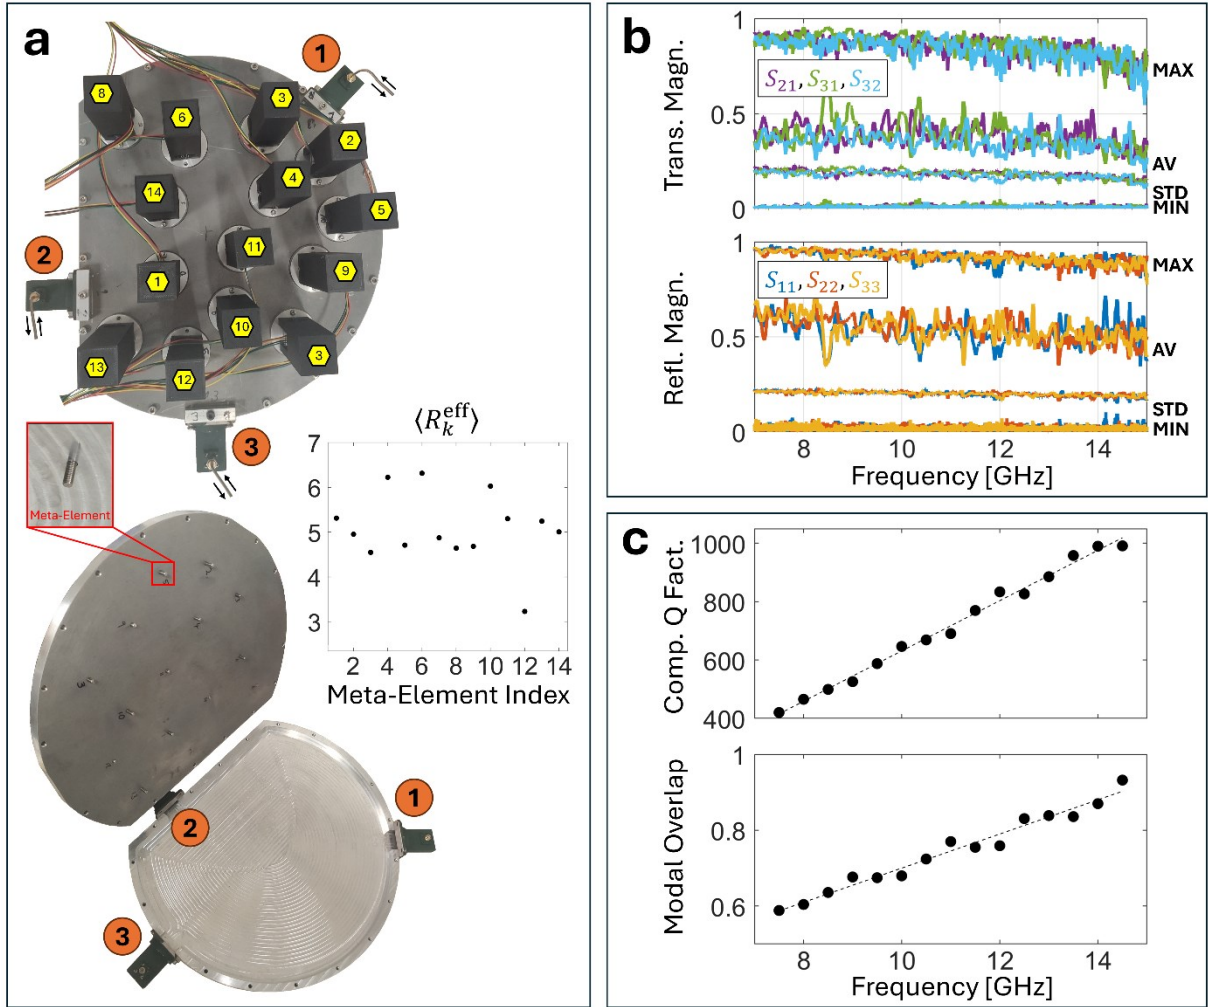 a
1
8
3
6
2
4
14
5
2
11
9
1
10
13
3
12
3
Meta-Element
⟨R_k^eff⟩
7
6
5
4
3
2 4 6 8 10 12 14
Meta-Element Index
1
2
3
b
Trans. Magn.
1
0.5
0
S21, S31, S32
MAX
AV
STD
MIN
Refl. Magn.
1
0.5
0
S11, S22, S33
MAX
AV
STD
MIN
8 10 12 14
Frequency [GHz]
c
Comp. Q Fact.
1000
800
600
400
Modal Overlap
1
0.8
0.6
8 10 12 14
Frequency [GHz]